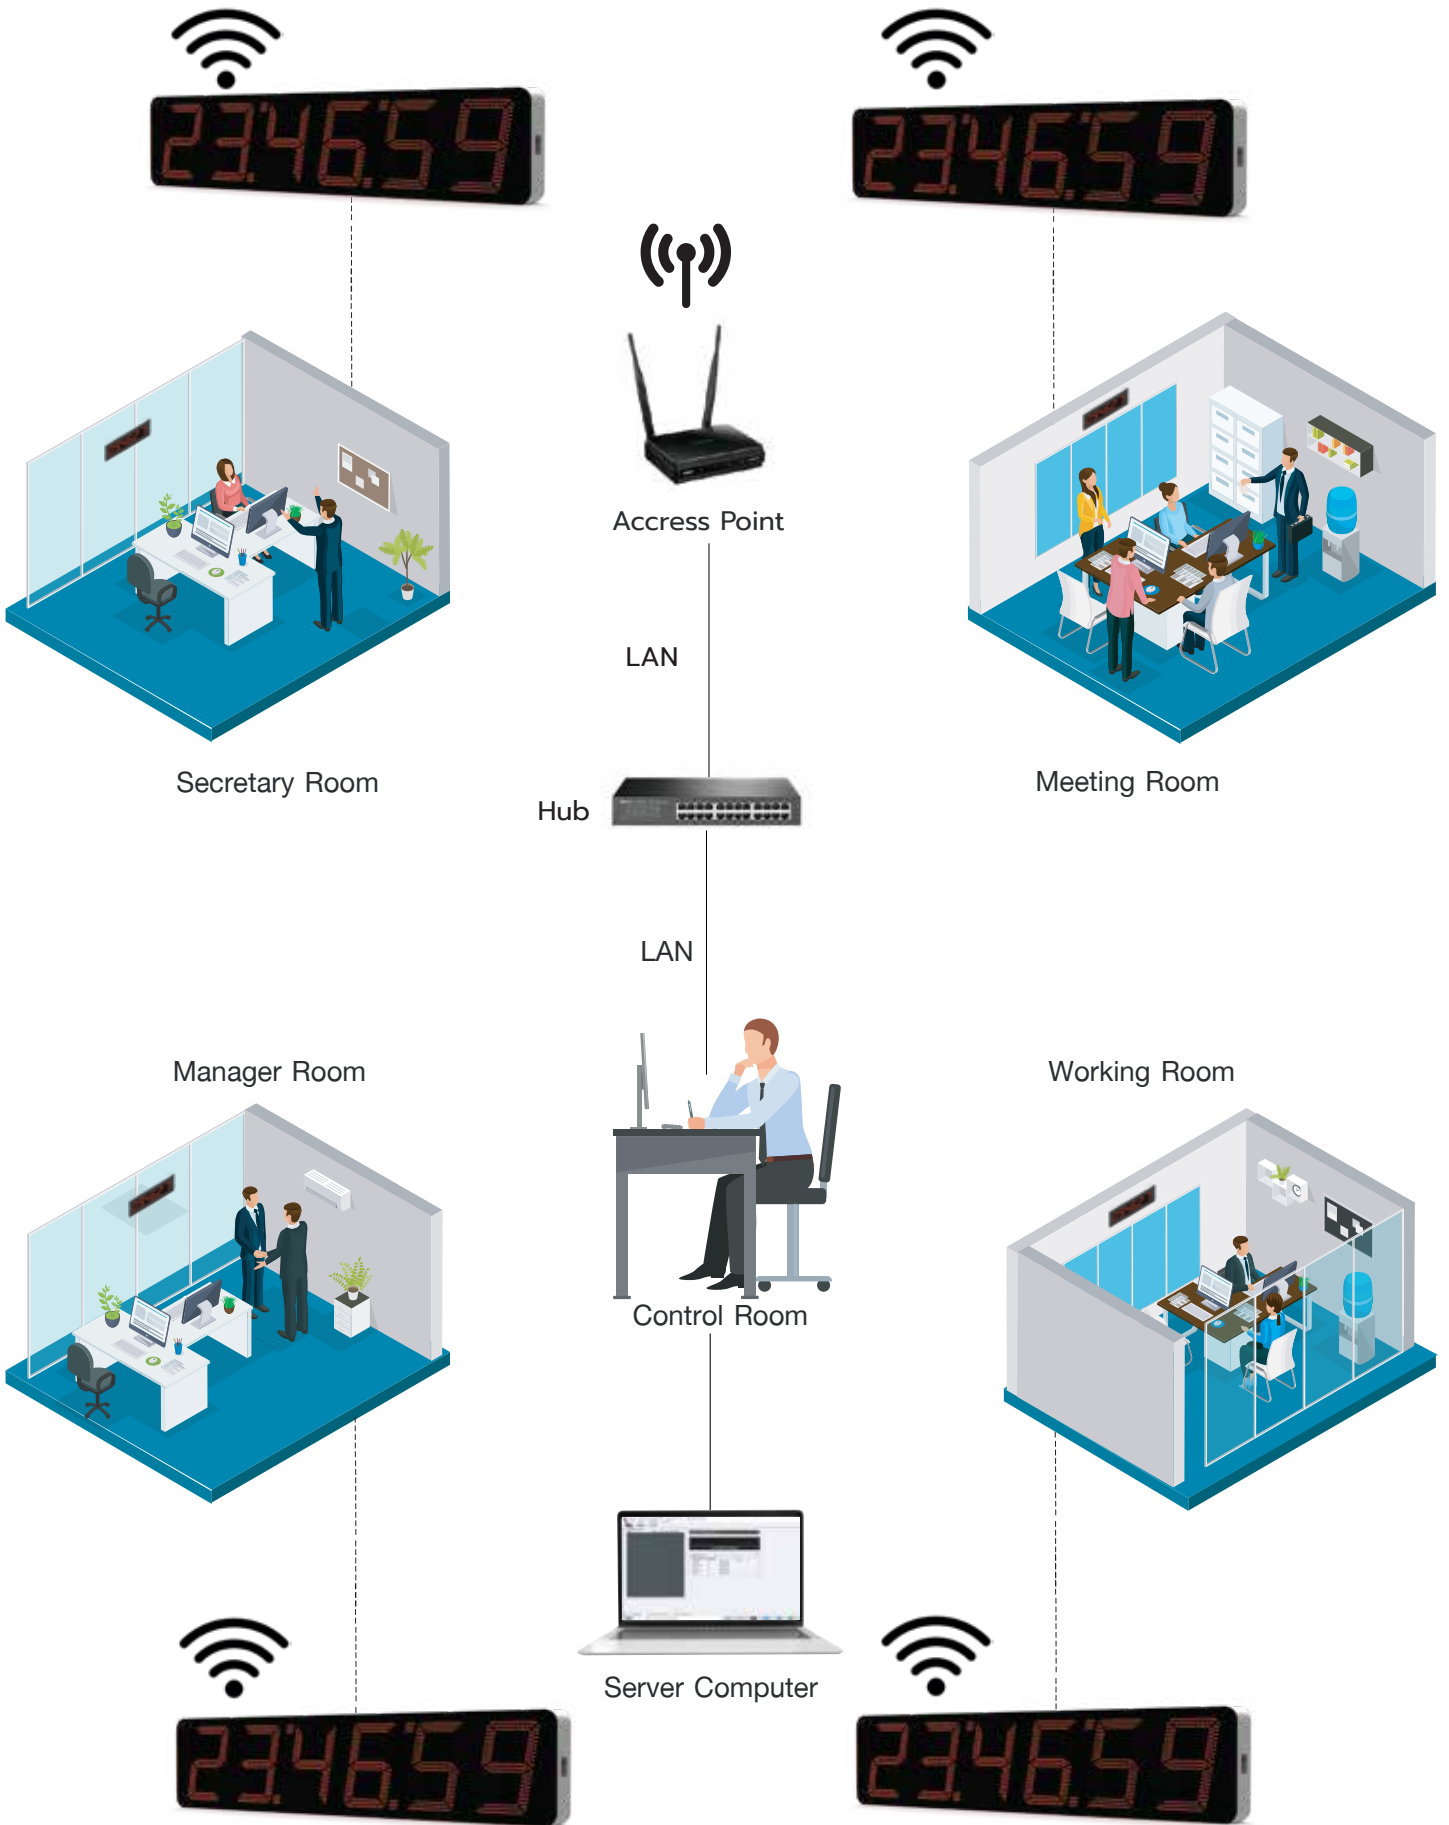 23:46:59
23:46:59
Accress Point
LAN
Secretary Room
Meeting Room
Hub
LAN
Manager Room
Working Room
Control Room
Server Computer
23:46:59
23:46:59